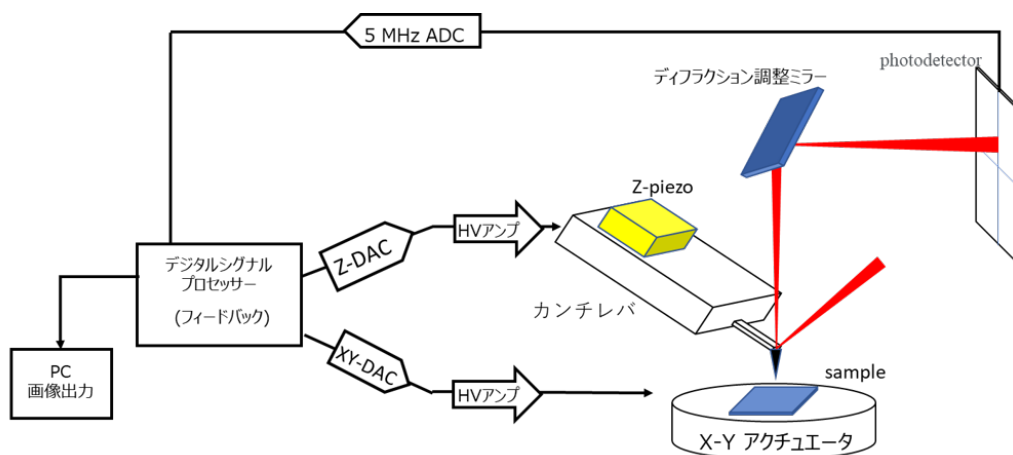 5 MHz ADC
photodetector
ディフラクション調整ミラー
Z-piezo
HVアンプ
Z-DAC
デジタルシグナル
プロセッサー
(フィードバック)
カンチレバ
XY-DAC
PC
画像出力
HVアンプ
sample
X-Y アクチュエータ